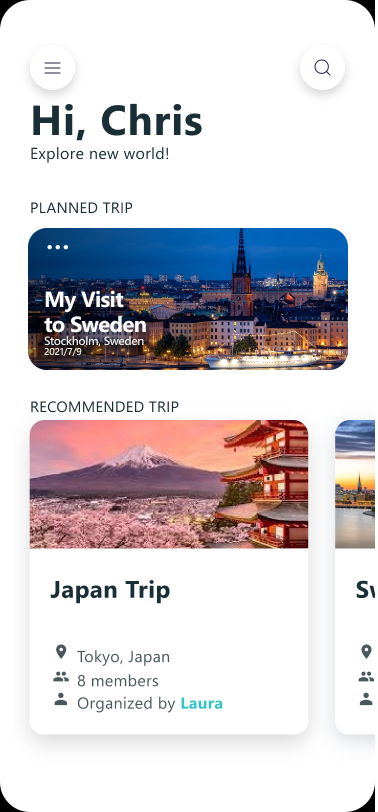 Hi, Chris
Explore new world!
PLANNED TRIP
My Visit
to Sweden
Stockholm, Sweden
2021/7/9
RECOMMENDED TRIP
Japan Trip
Tokyo, Japan
8 members
Organized by Laura